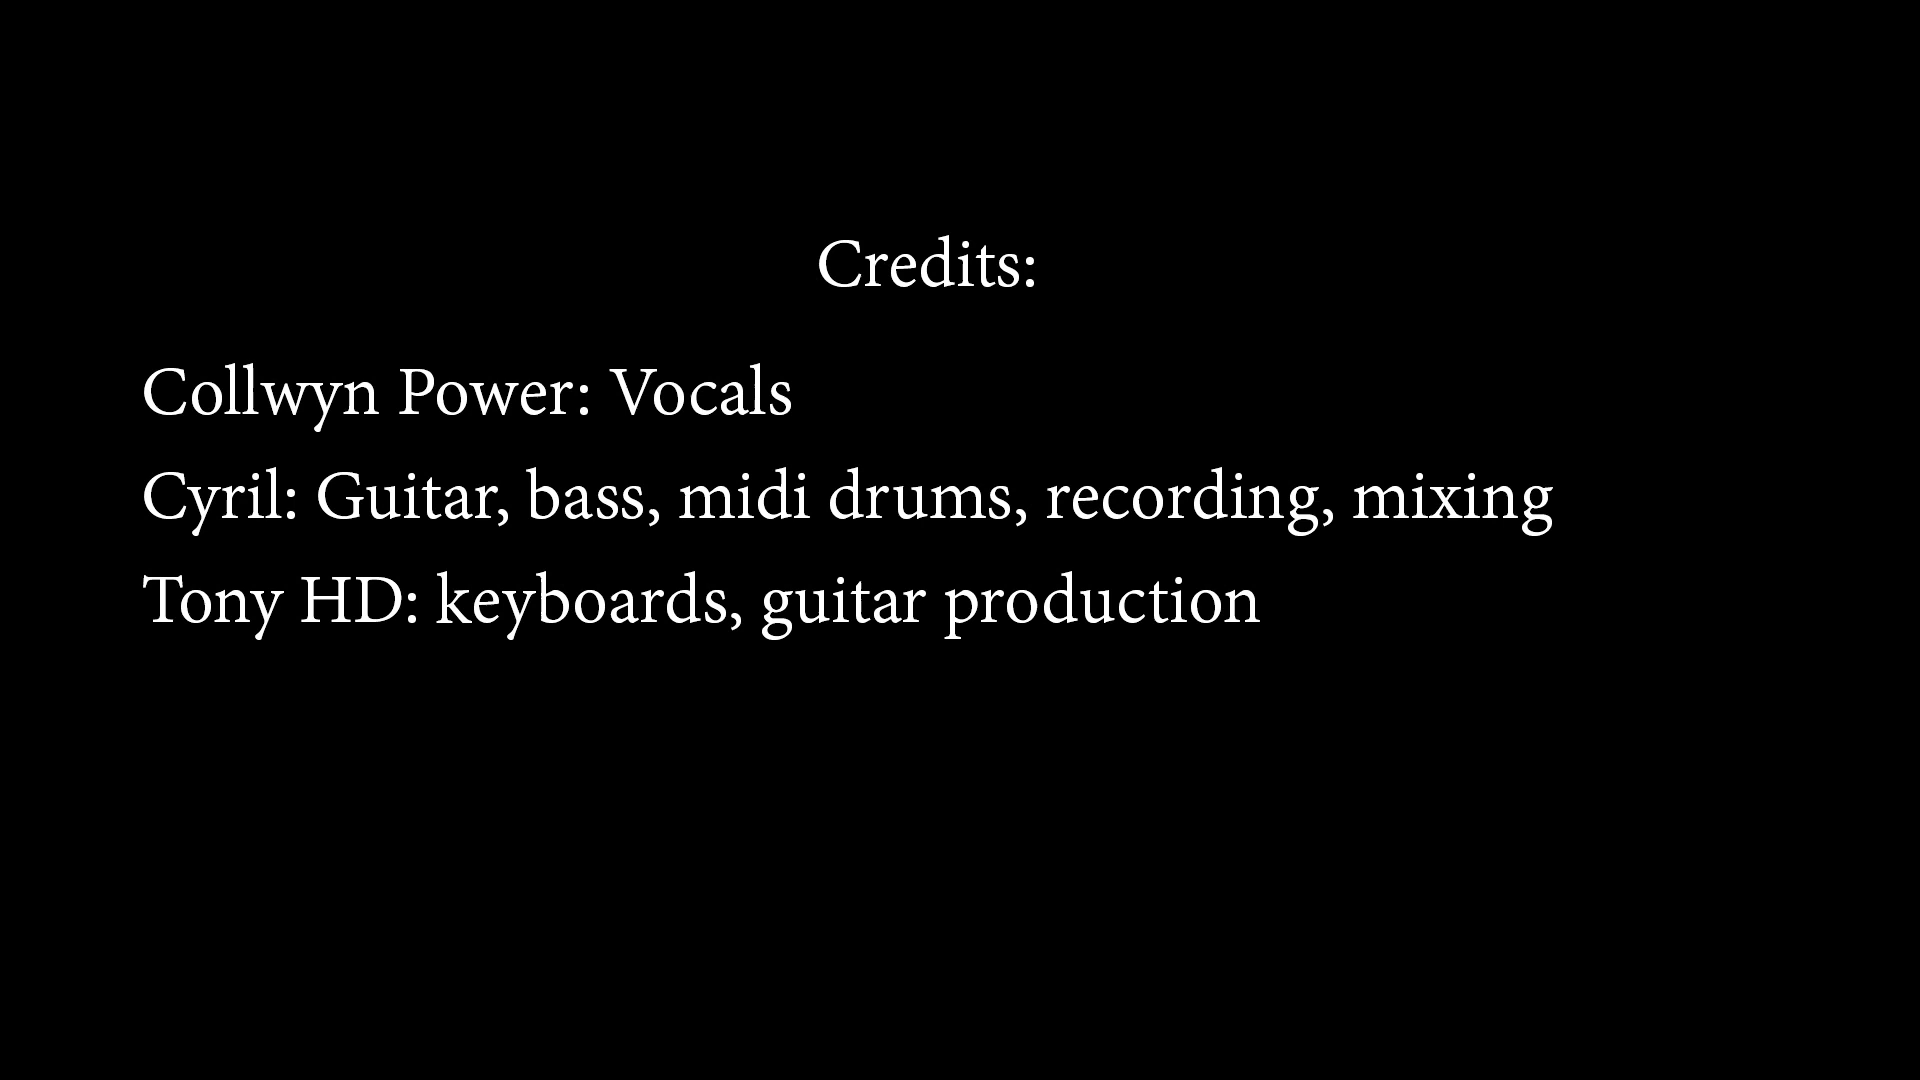 Credits:
Collwyn Power: Vocals
Cyril: Guitar, bass, midi drums, recording, mixing
Tony HD: keyboards, guitar production